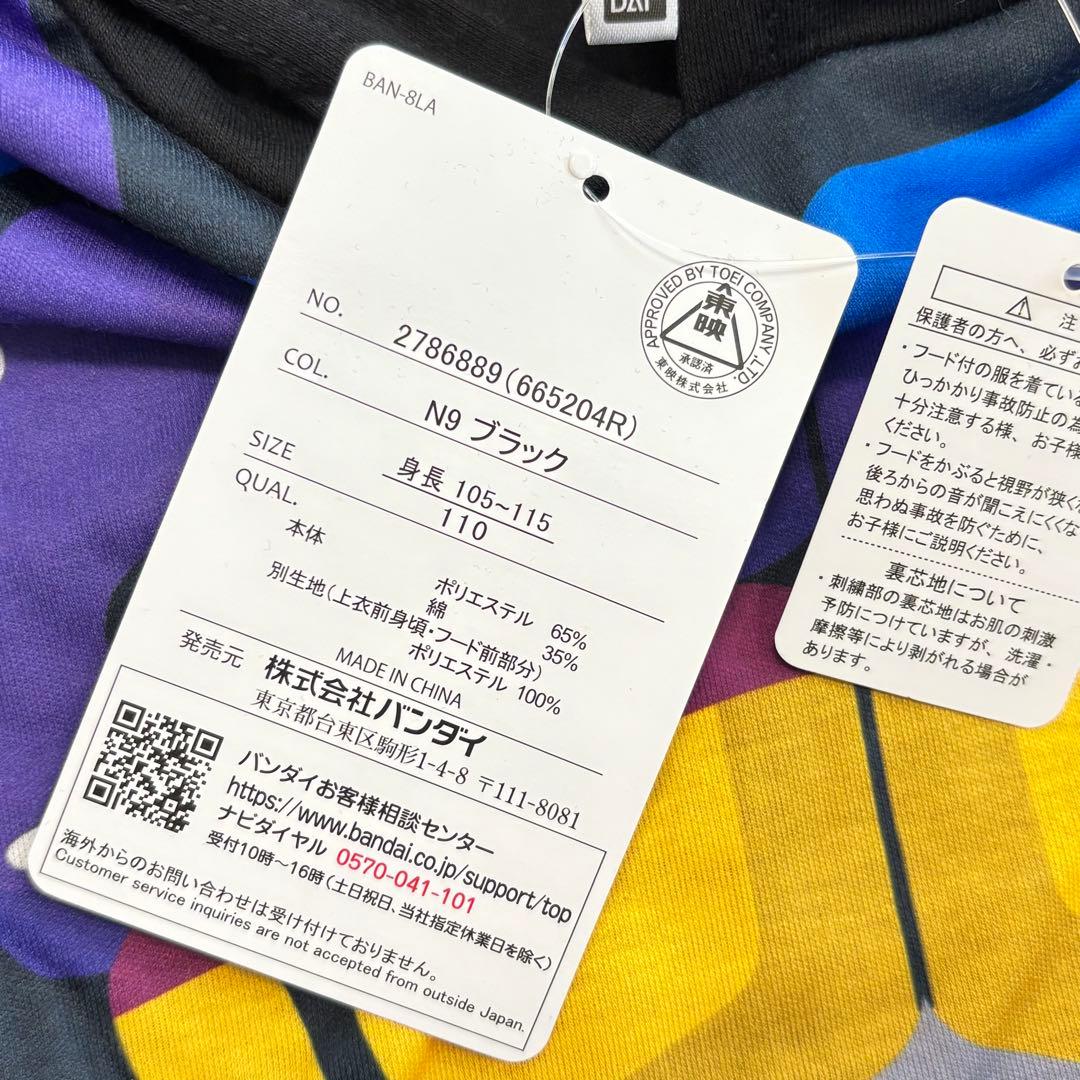 DAI
BAN-8LA
APPROVED BY TOEI COMPANY, LTD.
東映
承認済
東映株式会社
NO.
2786889(665204R)
COL.
N9 ブラック
SIZE
身長 105~115
110
QUAL.
本体
ポリエステル 65%
綿 35%
別生地(上衣前身頃・フード前部分)
ポリエステル 100%
MADE IN CHINA
発売元 株式会社バンダイ
東京都台東区駒形1-4-8 〒111-8081
バンダイお客様相談センター
https://www.bandai.co.jp/support/top
ナビダイヤル 0570-041-101
受付10時~16時(土日祝日、当社指定休業日を除く)
海外からのお問い合わせは受け付けておりません。
Customer service inquiries are not accepted from outside Japan.
注
保護者の方へ、必ずお
・フード付の服を着ている
ひっかかり事故防止の為
十分注意する様、お子様
ください。
・フードをかぶると視野が狭くな
後ろからの音が聞こえにくくな
思わぬ事故を防ぐために、
お子様にご説明ください。
裏芯地について
・刺繍部の裏芯地はお肌の刺激
予防につけていますが、洗濯・
摩擦等により剥がれる場合が
あります。